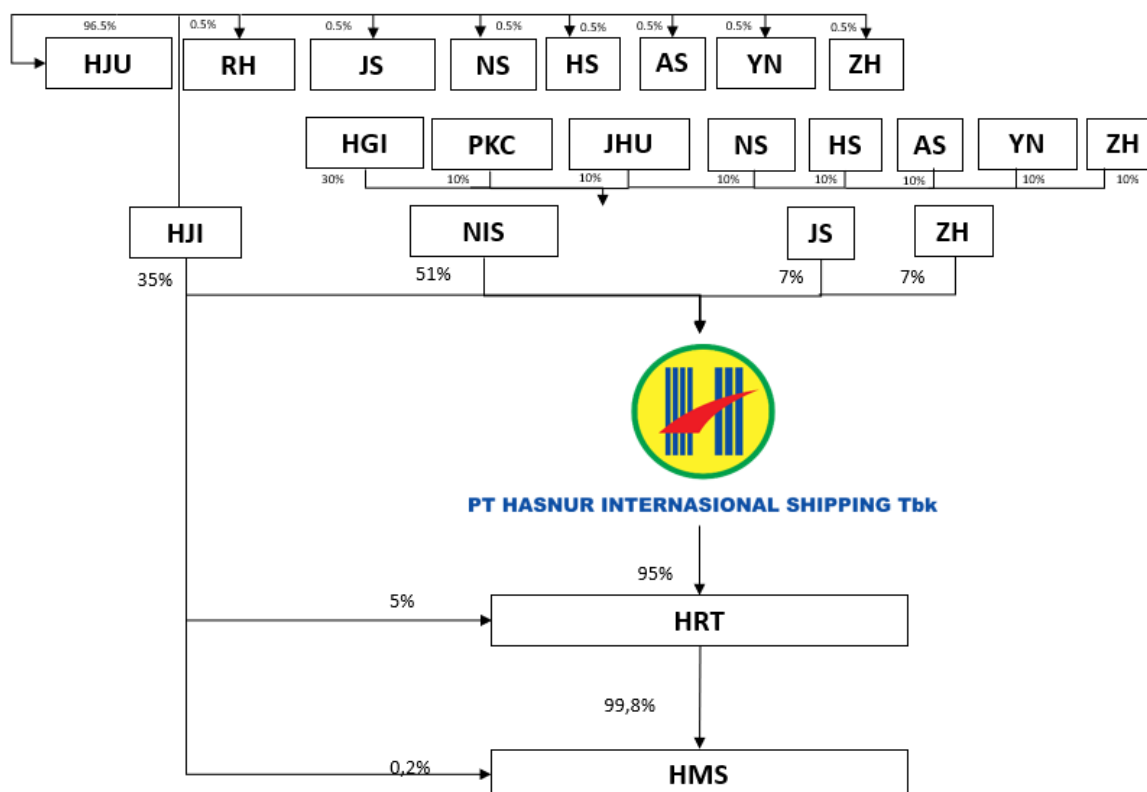 96.5% 0.5% 0.5% 0.5% 0.5% 0.5% 0.5% 0.5%
HJU RH JS NS HS AS YN ZH
HGI PKC JHU NS HS AS YN ZH
30% 10% 10% 10% 10% 10% 10% 10%
HJI NIS JS ZH
35% 51% 7% 7%
PT HASNUR INTERNASIONAL SHIPPING Tbk
95%
5%
HRT
99,8%
0,2%
HMS